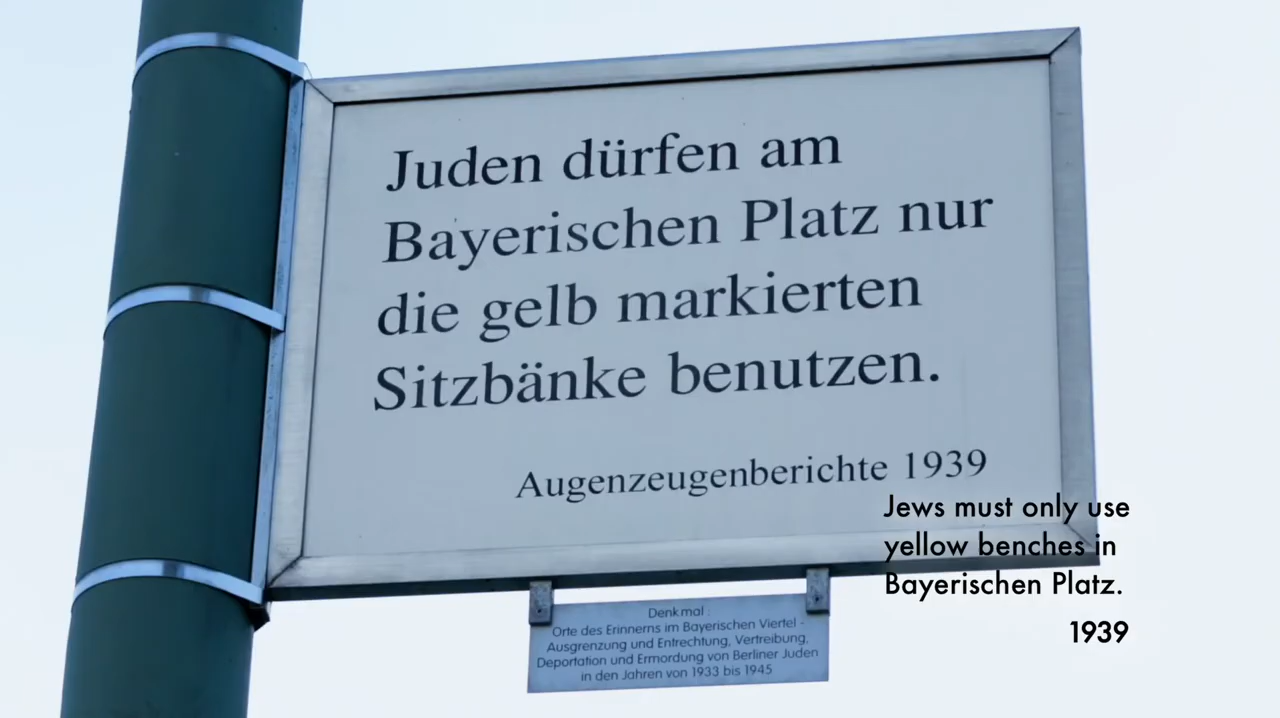 Juden dürfen am
Bayerischen Platz nur
die gelb markierten
Sitzbänke benutzen.
Augenzeugenberichte 1939
Jews must only use
yellow benches in
Bayerischen Platz.
1939
Denkmal :
Orte des Erinnerns im Bayerischen Viertel -
Ausgrenzung und Entrechtung, Vertreibung,
Deportation und Ermordung von Berliner Juden
in den Jahren von 1933 bis 1945